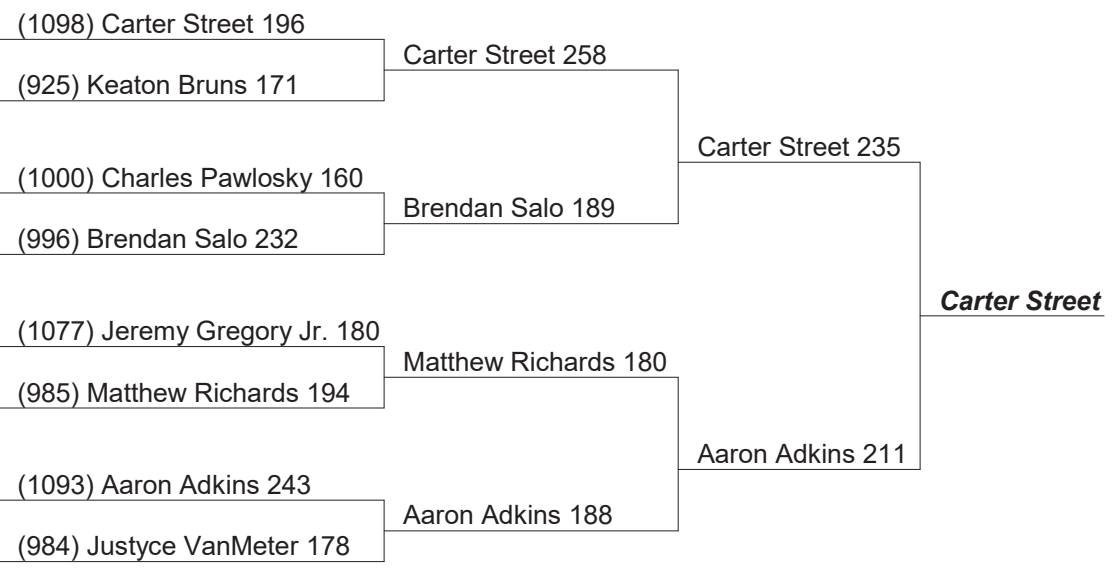 (1098) Carter Street 196
(925) Keaton Bruns 171
(1000) Charles Pawlosky 160
(996) Brendan Salo 232
(1077) Jeremy Gregory Jr. 180
(985) Matthew Richards 194
(1093) Aaron Adkins 243
(984) Justyce VanMeter 178
Carter Street 258
Brendan Salo 189
Matthew Richards 180
Aaron Adkins 188
Carter Street 235
Aaron Adkins 211
Carter Street